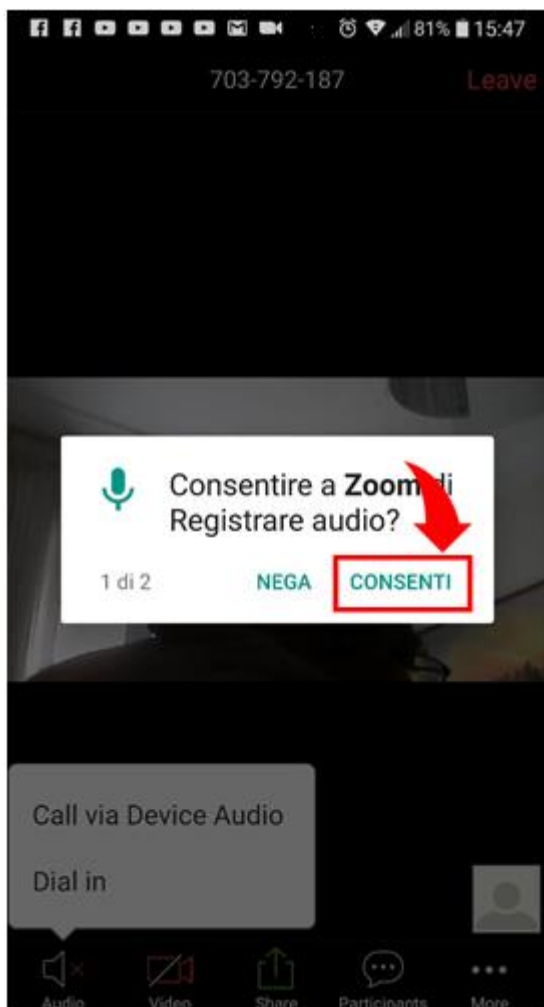 81% 15:47
703-792-187 Leave
Consentire a Zoom di
Registrare audio?
1 di 2 NEGA CONSENTI
Call via Device Audio
Dial in
Audio Video Share Participants More